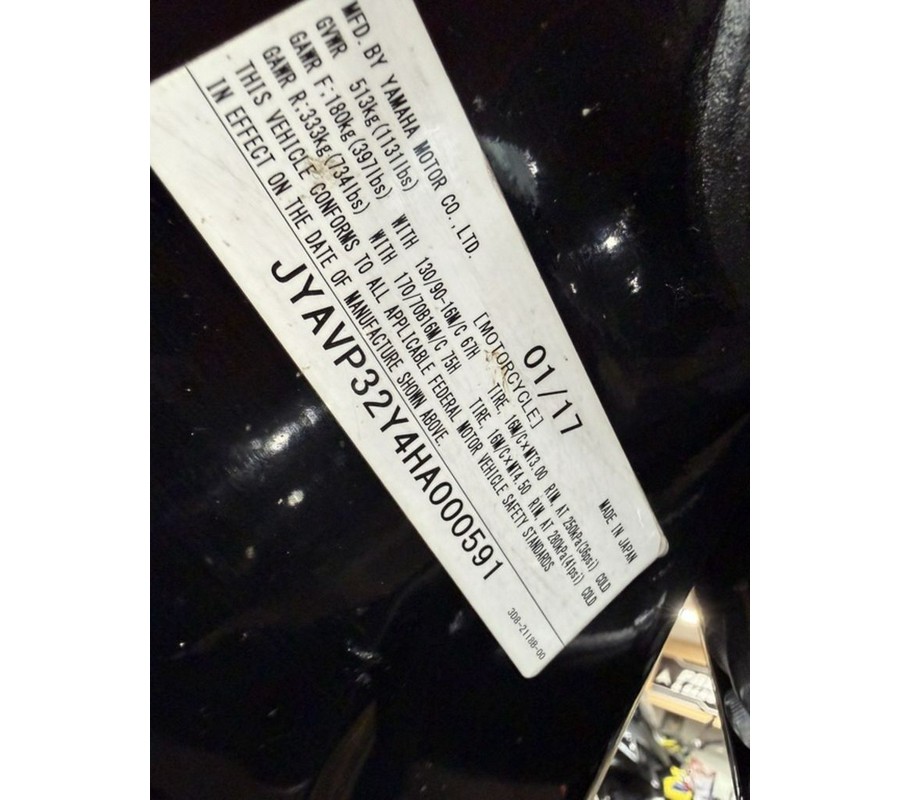 MFD. BY YAMAHA MOTOR CO., LTD. 01/17 MADE IN JAPAN
GVWR 513kg(1131lbs) [MOTORCYCLE]
GAWR F:180kg(397lbs) WITH 130/90-16M/C 67H TIRE, 16M/C×MT3.00 RIM, AT 250kPa(36psi) COLD
GAWR R:333kg(734lbs) WITH 170/70B16M/C 75H TIRE, 16M/C×MT4.50 RIM, AT 280kPa(41psi) COLD
THIS VEHICLE CONFORMS TO ALL APPLICABLE FEDERAL MOTOR VEHICLE SAFETY STANDARDS
IN EFFECT ON THE DATE OF MANUFACTURE SHOWN ABOVE.
JYAVP32Y4HA000591
3D8-2118B-00